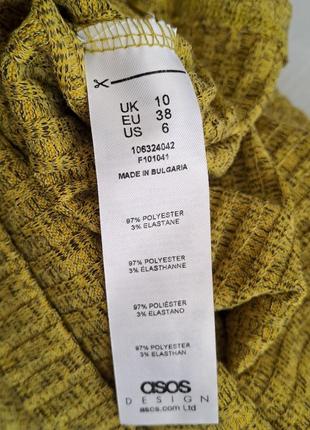 UK 10
EU 38
US 6
106324042
F101041
MADE IN BULGARIA
97% POLYESTER
3% ELASTANE
97% POLYESTER
3% ÉLASTHANNE
97% POLIÉSTER
3% ELASTANO
97% POLYESTER
3% ELASTHAN
asos
DESIGN
asos.com Ltd